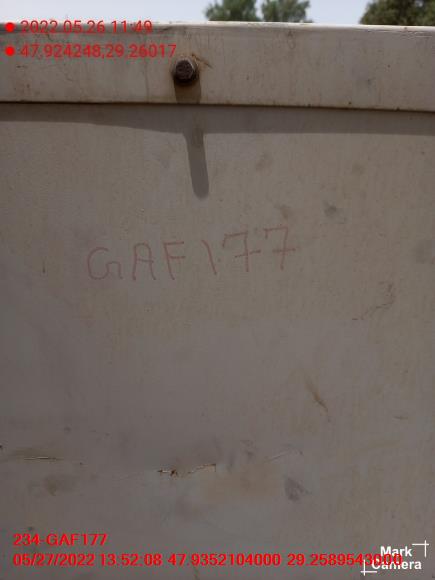 2022.05.26 11:49
47.924248,29.26017
GAF177
234-GAF177
05/27/2022 13:52:08 47.9352104000 29.2589543000
Mark
Camera